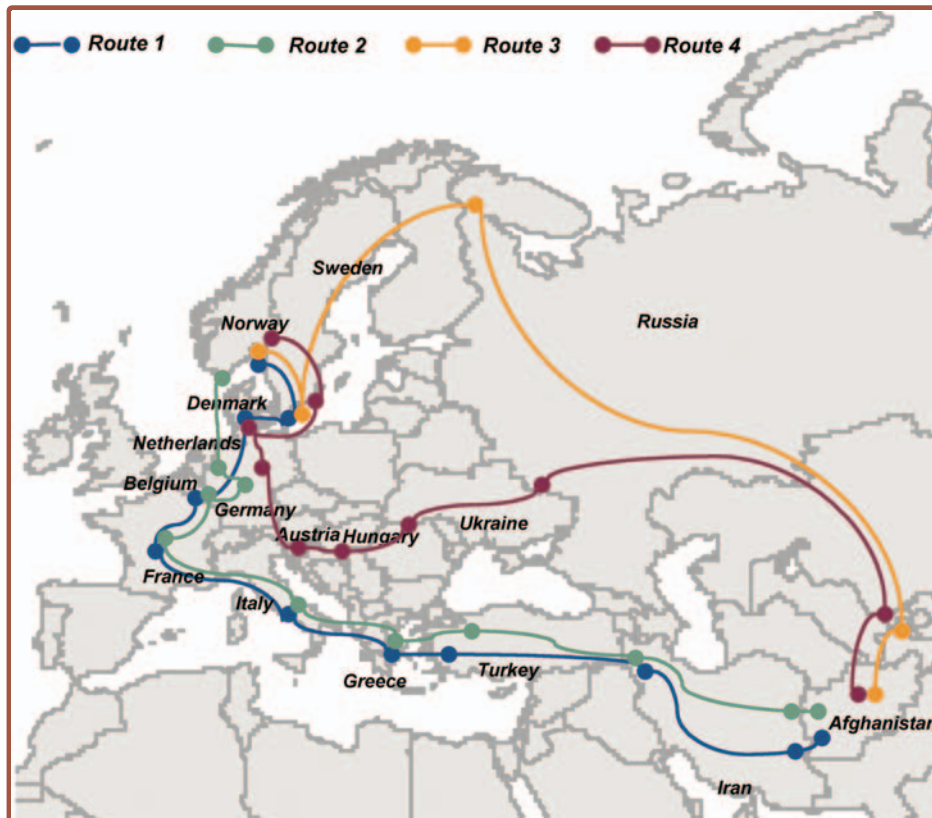 Route 1 Route 2 Route 3 Route 4
Sweden
Russia
Norway
Denmark
Netherlands
Belgium
Germany
Ukraine
Austria Hungary
France
Italy
Greece
Turkey
Afghanistan
Iran